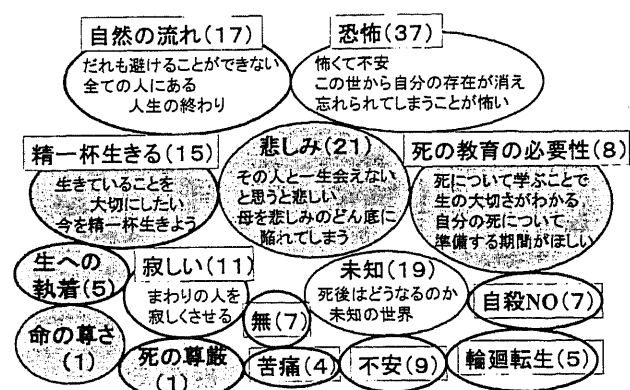 自然の流れ(17)
だれも避けることができない
全ての人にある
人生の終わり
恐怖(37)
怖くて不安
この世から自分の存在が消え
忘れられてしまうことが怖い
精一杯生きる(15)
生きていることを
大切にしたい
今を精一杯生きよう
悲しみ(21)
その人と一生会えない
と思うと悲しい
母を悲しみのどん底に
陥れてしまう
死の教育の必要性(8)
死について学ぶことで
生の大切さがわかる
自分の死について
準備する期間がほしい
生への
執着(5)
寂しい(11)
まわりの人を
寂しくさせる
無(7)
未知(19)
死後はどうなるのか
未知の世界
自殺NO(7)
命の尊さ
(1)
死の尊厳
(1)
苦痛(4)
不安(9)
輪廻転生(5)